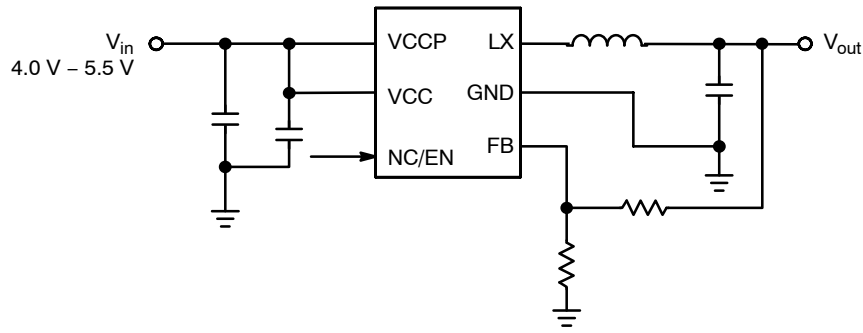 V_in
4.0 V – 5.5 V
VCCP
VCC
NC/EN
LX
GND
FB
V_out